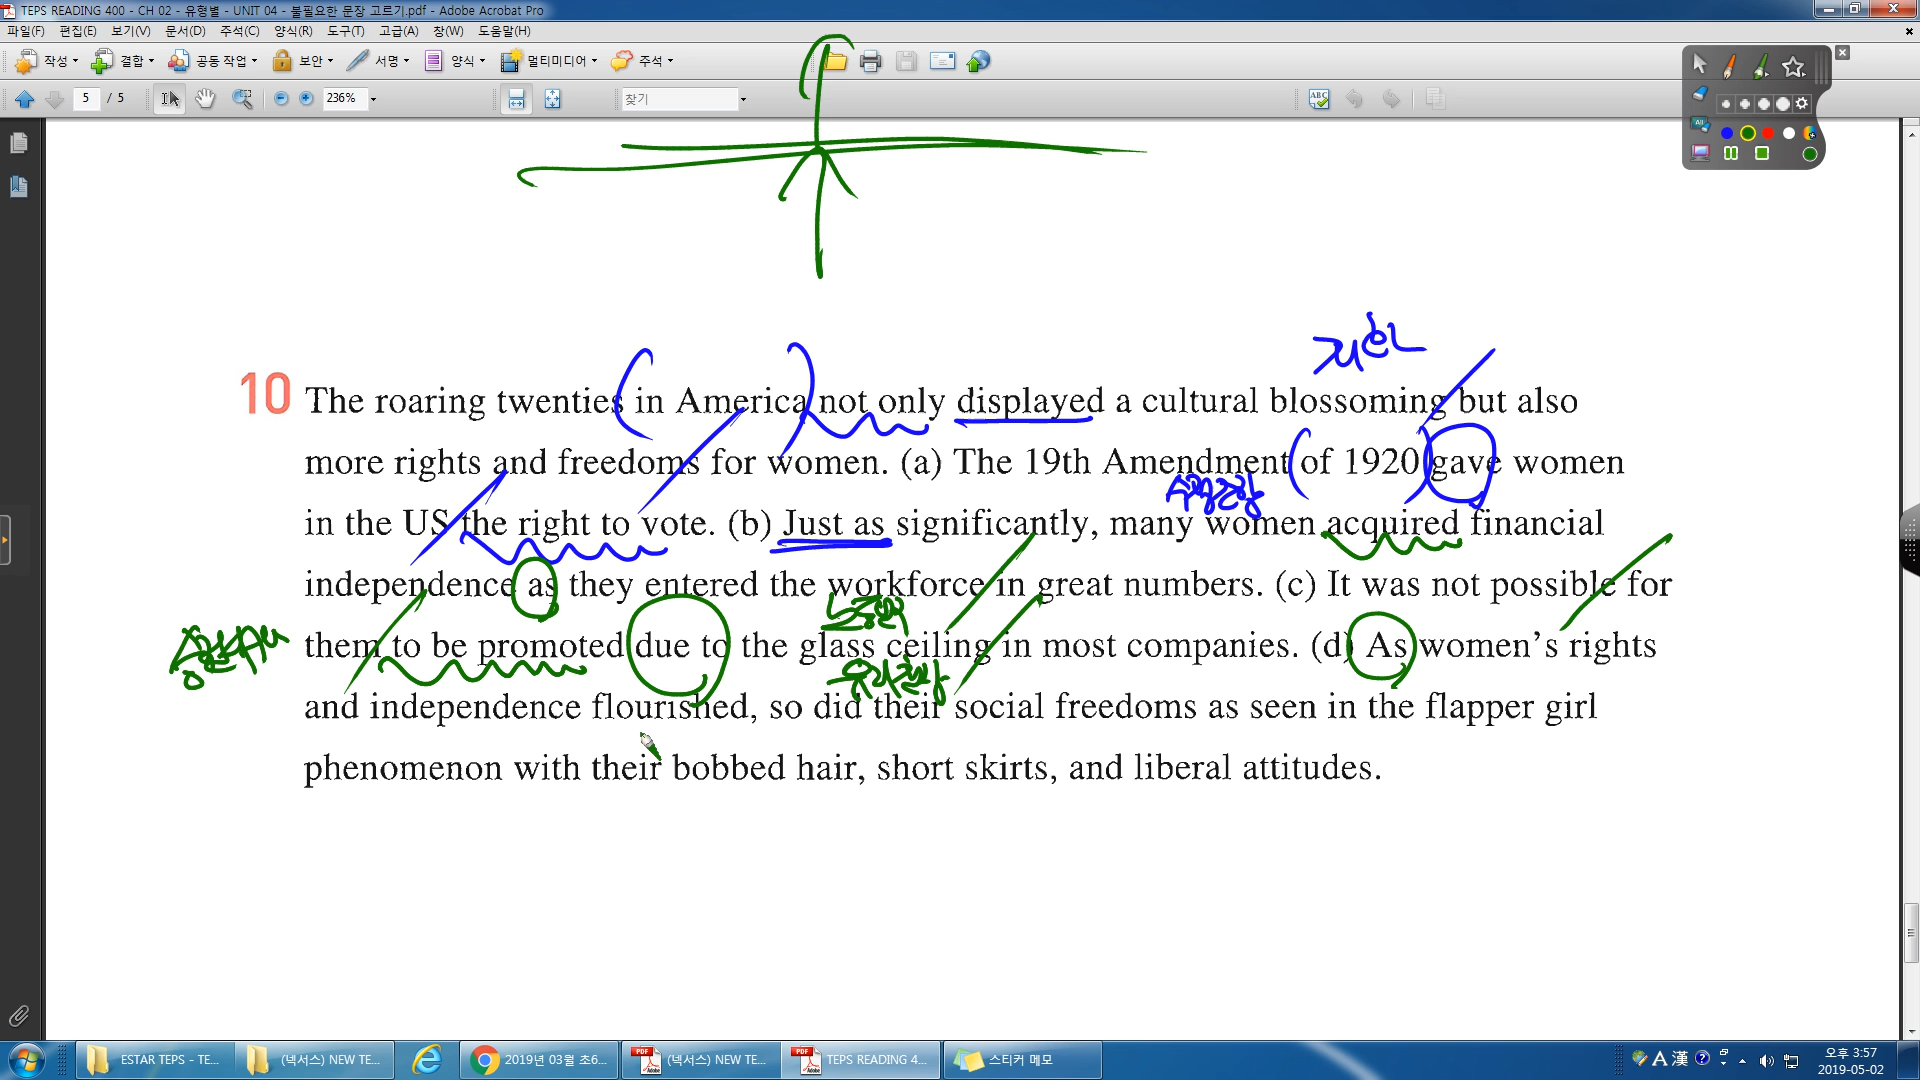 TEPS READING 400 - CH 02 - 유형별 - UNIT 04 - 불필요한 문장 고르기.pdf - Adobe Acrobat Pro
파일(F) 편집(E) 보기(V) 문서(D) 주석(C) 양식(R) 도구(T) 고급(A) 창(W) 도움말(H)
작성 결합 공동 작업 보안 서명 양식 멀티미디어 주석
5 / 5 236% 찾기
ABC
All
10 The roaring twenties in America not only displayed a cultural blossoming but also
more rights and freedoms for women. (a) The 19th Amendment of 1920 gave women
수정조항
in the US the right to vote. (b) Just as significantly, many women acquired financial
independence as they entered the workforce in great numbers. (c) It was not possible for
노동력
them to be promoted due to the glass ceiling in most companies. (d) As women's rights
유리천장
and independence flourished, so did their social freedoms as seen in the flapper girl
phenomenon with their bobbed hair, short skirts, and liberal attitudes.
ESTAR TEPS - TE... (넥서스) NEW TE... 2019년 03월 초6... (넥서스) NEW TE... TEPS READING 4... 스티커 메모
A 漢
오후 3:57
2019-05-02